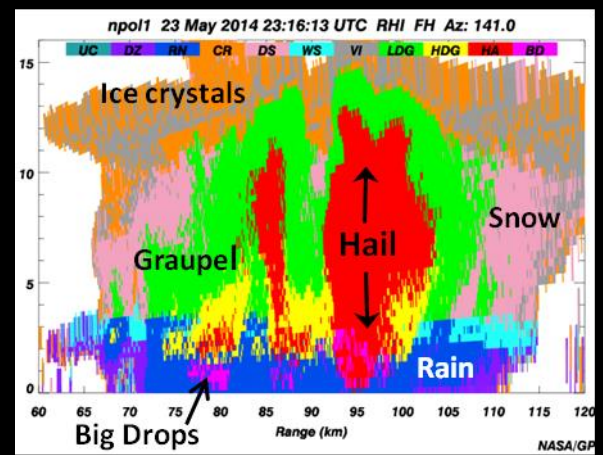 npol1 23 May 2014 23:16:13 UTC RHI FH Az: 141.0
UC DZ RN CR DS WS VI LDG HDG HA BD
15
Ice crystals
10
Snow
Graupel
Hail
5
Rain
0
60 65 70 75 80 85 90 95 100 105 110 115 120
Big Drops
Range (km)
NASA/GP